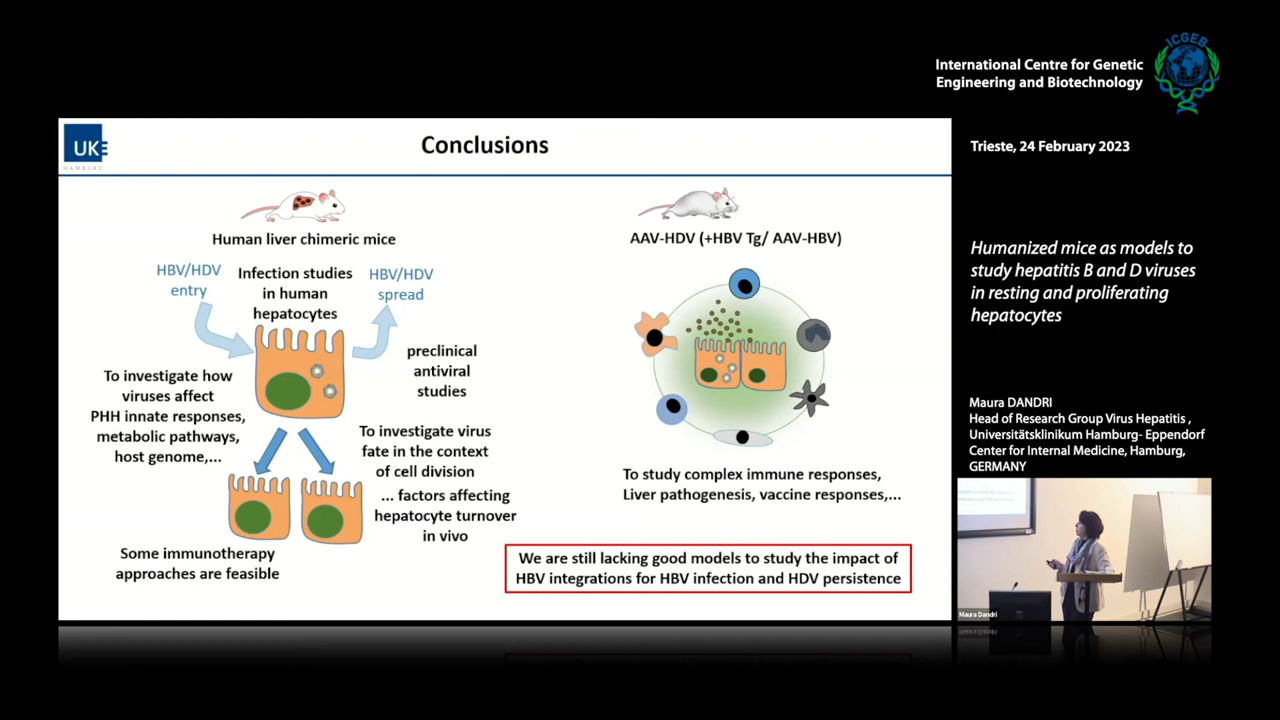 ICGEB
International Centre for Genetic
Engineering and Biotechnology
UKE
HAMBURG
Conclusions
Trieste, 24 February 2023
Human liver chimeric mice
HBV/HDV
entry
Infection studies
in human
hepatocytes
HBV/HDV
spread
preclinical
antiviral
studies
To investigate how
viruses affect
PHH innate responses,
metabolic pathways,
host genome,...
To investigate virus
fate in the context
of cell division
... factors affecting
hepatocyte turnover
in vivo
Some immunotherapy
approaches are feasible
AAV-HDV (+HBV Tg/ AAV-HBV)
To study complex immune responses,
Liver pathogenesis, vaccine responses,...
We are still lacking good models to study the impact of
HBV integrations for HBV infection and HDV persistence
Humanized mice as models to
study hepatitis B and D viruses
in resting and proliferating
hepatocytes
Maura DANDRI
Head of Research Group Virus Hepatitis ,
Universitätsklinikum Hamburg- Eppendorf
Center for Internal Medicine, Hamburg,
GERMANY
Maura Dandri